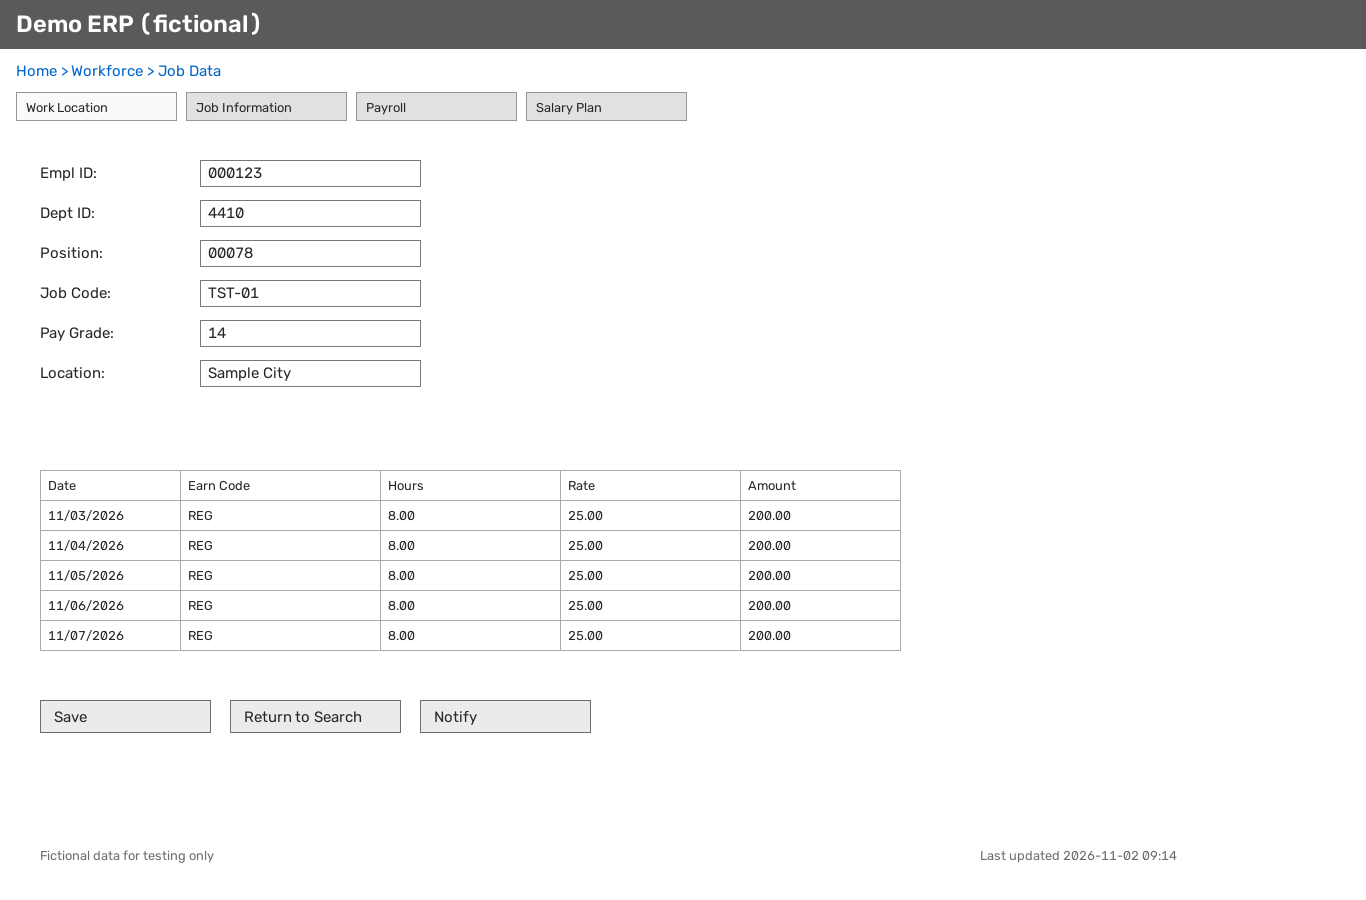 Demo ERP (fictional)
Home > Workforce > Job Data
Work Location Job Information Payroll Salary Plan
Empl ID: 000123
Dept ID: 4410
Position: 00078
Job Code: TST-01
Pay Grade: 14
Location: Sample City
Date Earn Code Hours Rate Amount
11/03/2026 REG 8.00 25.00 200.00
11/04/2026 REG 8.00 25.00 200.00
11/05/2026 REG 8.00 25.00 200.00
11/06/2026 REG 8.00 25.00 200.00
11/07/2026 REG 8.00 25.00 200.00
Save Return to Search Notify
Fictional data for testing only Last updated 2026-11-02 09:14